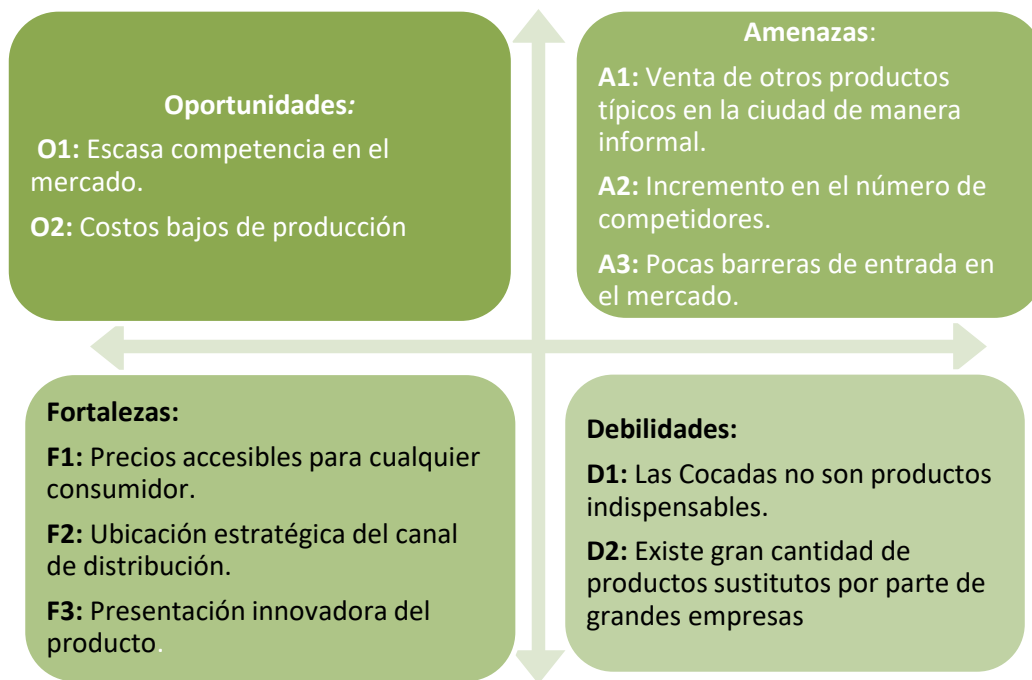 Oportunidades:
O1: Escasa competencia en el
mercado.
O2: Costos bajos de producción
Amenazas:
A1: Venta de otros productos
típicos en la ciudad de manera
informal.
A2: Incremento en el número de
competidores.
A3: Pocas barreras de entrada en
el mercado.
Fortalezas:
F1: Precios accesibles para cualquier
consumidor.
F2: Ubicación estratégica del canal
de distribución.
F3: Presentación innovadora del
producto.
Debilidades:
D1: Las Cocadas no son productos
indispensables.
D2: Existe gran cantidad de
productos sustitutos por parte de
grandes empresas